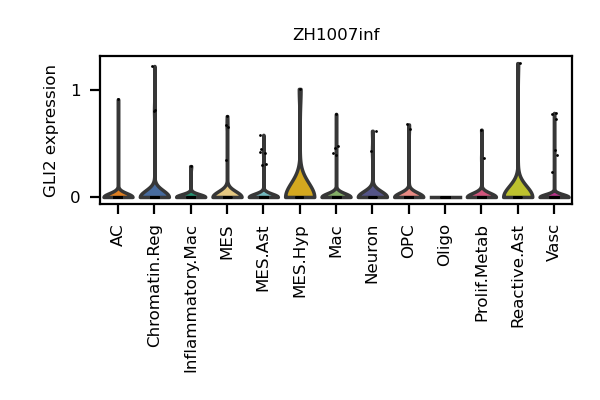 ZH1007inf
GLI2 expression
1
0
AC
Chromatin.Reg
Inflammatory.Mac
MES
MES.Ast
MES.Hyp
Mac
Neuron
OPC
Oligo
Prolif.Metab
Reactive.Ast
Vasc